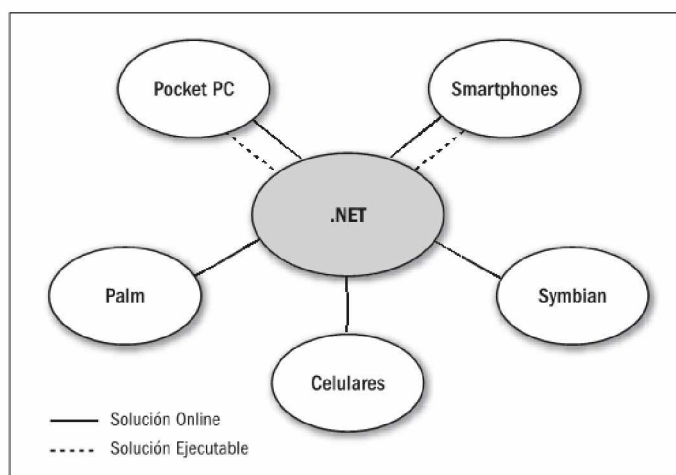 Pocket PC
Smartphones
.NET
Palm
Symbian
Celulares
Solución Online
Solución Ejecutable